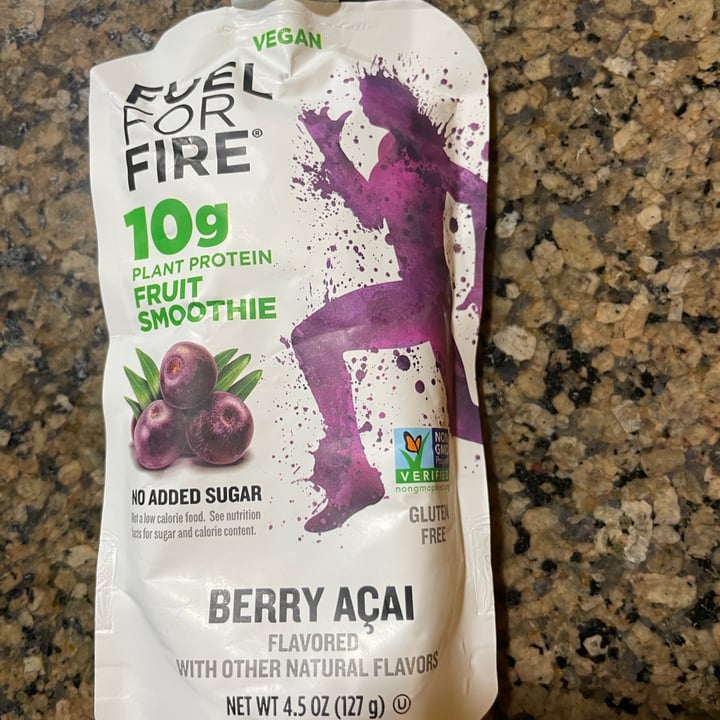 VEGAN
FUEL
FOR
FIRE®
10g
PLANT PROTEIN
FRUIT
SMOOTHIE
NON
GMO
VERIFIED
NO ADDED SUGAR
a low calorie food. See nutrition
for sugar and calorie content.
GLUTEN
FREE
BERRY AÇAI
FLAVORED
WITH OTHER NATURAL FLAVORS
NET WT 4.5 OZ (127 g) U